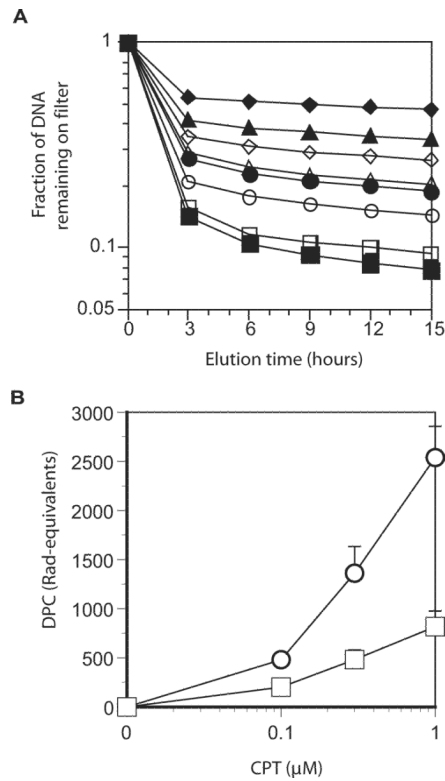 A
Fraction of DNA
remaining on filter
1
0.1
0.05
0 3 6 9 12 15
Elution time (hours)
B
DPC (Rad-equivalents)
3000
2500
2000
1500
1000
500
0
0 0.1 1
CPT (μM)